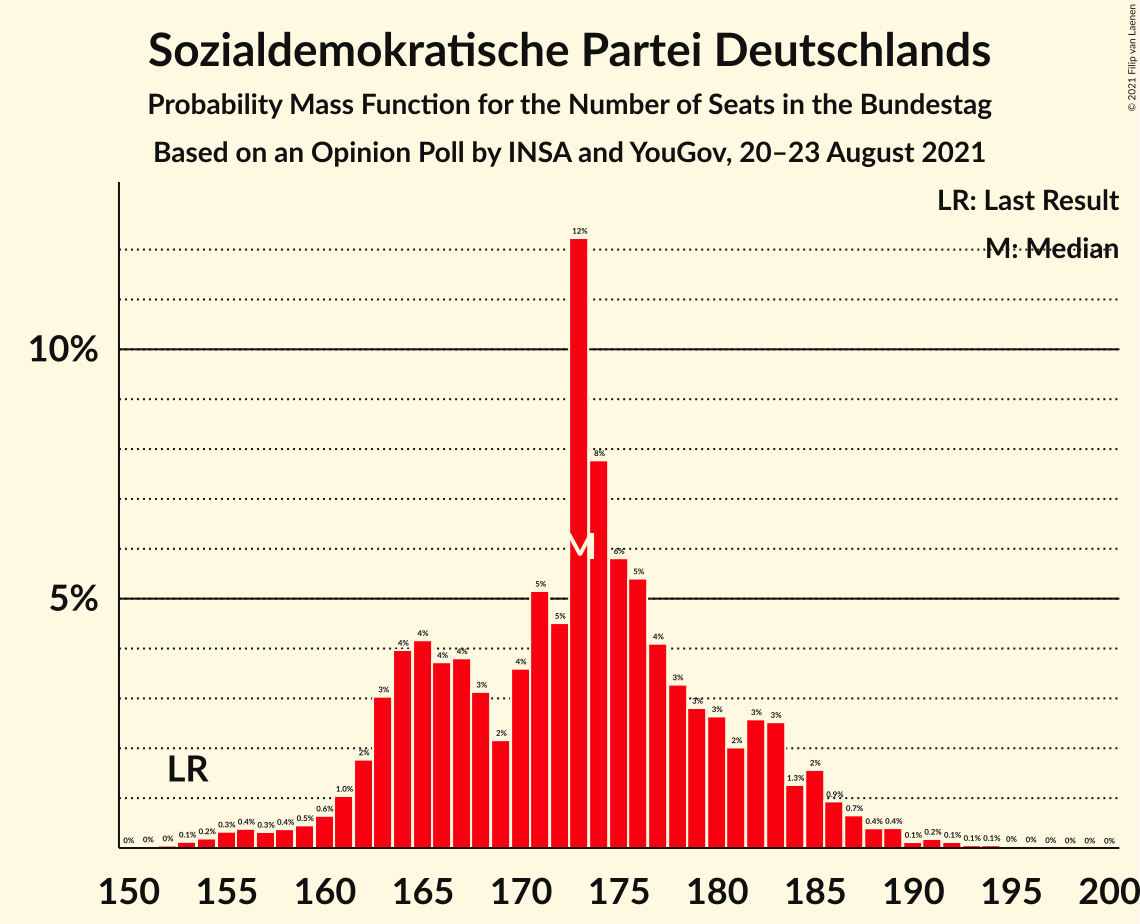 Sozialdemokratische Partei Deutschlands
Probability Mass Function for the Number of Seats in the Bundestag
Based on an Opinion Poll by INSA and YouGov, 20–23 August 2021
© 2021 Filip van Laenen
LR: Last Result
M: Median
10%
5%
LR
M
0% 0% 0% 0.1% 0.2% 0.3% 0.4% 0.3% 0.4% 0.5% 0.6% 1.0% 2% 3% 4% 4% 4% 4% 3% 2% 4% 5% 5% 12% 8% 6% 5% 4% 3% 3% 3% 2% 3% 3% 1.3% 2% 0.9% 0.7% 0.4% 0.4% 0.1% 0.2% 0.1% 0.1% 0.1% 0% 0% 0% 0% 0% 0%
150 155 160 165 170 175 180 185 190 195 200